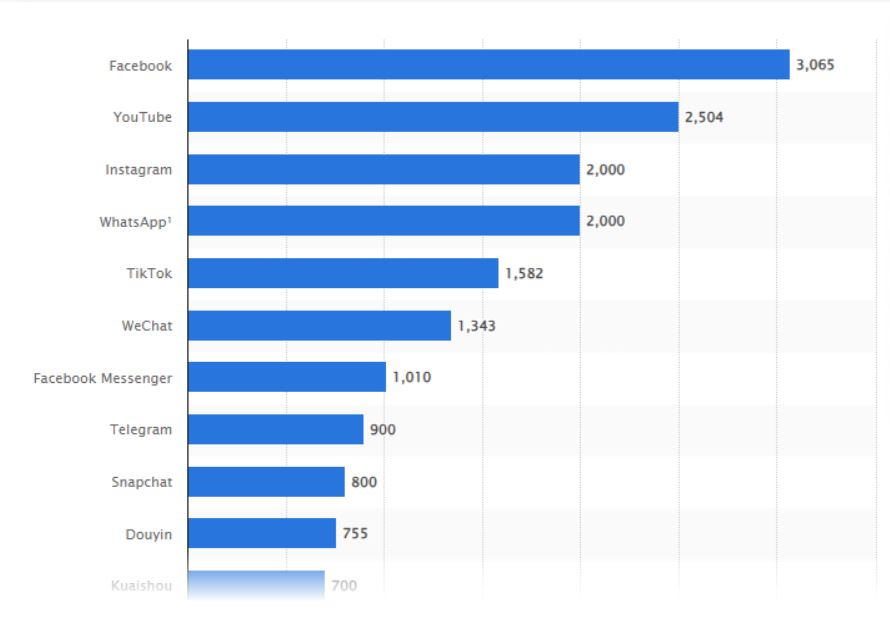 Facebook 3,065
YouTube 2,504
Instagram 2,000
WhatsApp¹ 2,000
TikTok 1,582
WeChat 1,343
Facebook Messenger 1,010
Telegram 900
Snapchat 800
Douyin 755
Kuaishou 700